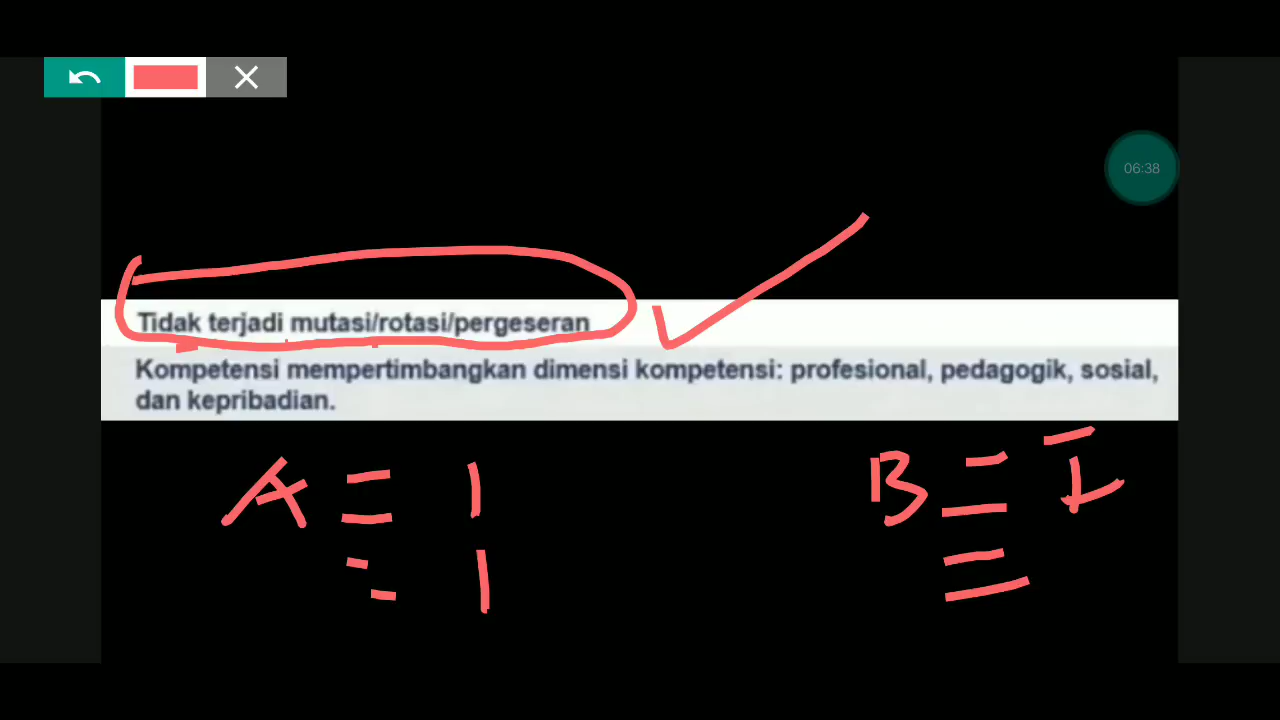 06:38
Tidak terjadi mutasi/rotasi/pergeseran
Kompetensi mempertimbangkan dimensi kompetensi: profesional, pedagogik, sosial,
dan kepribadian.
A = 1 B = I
= 1 =